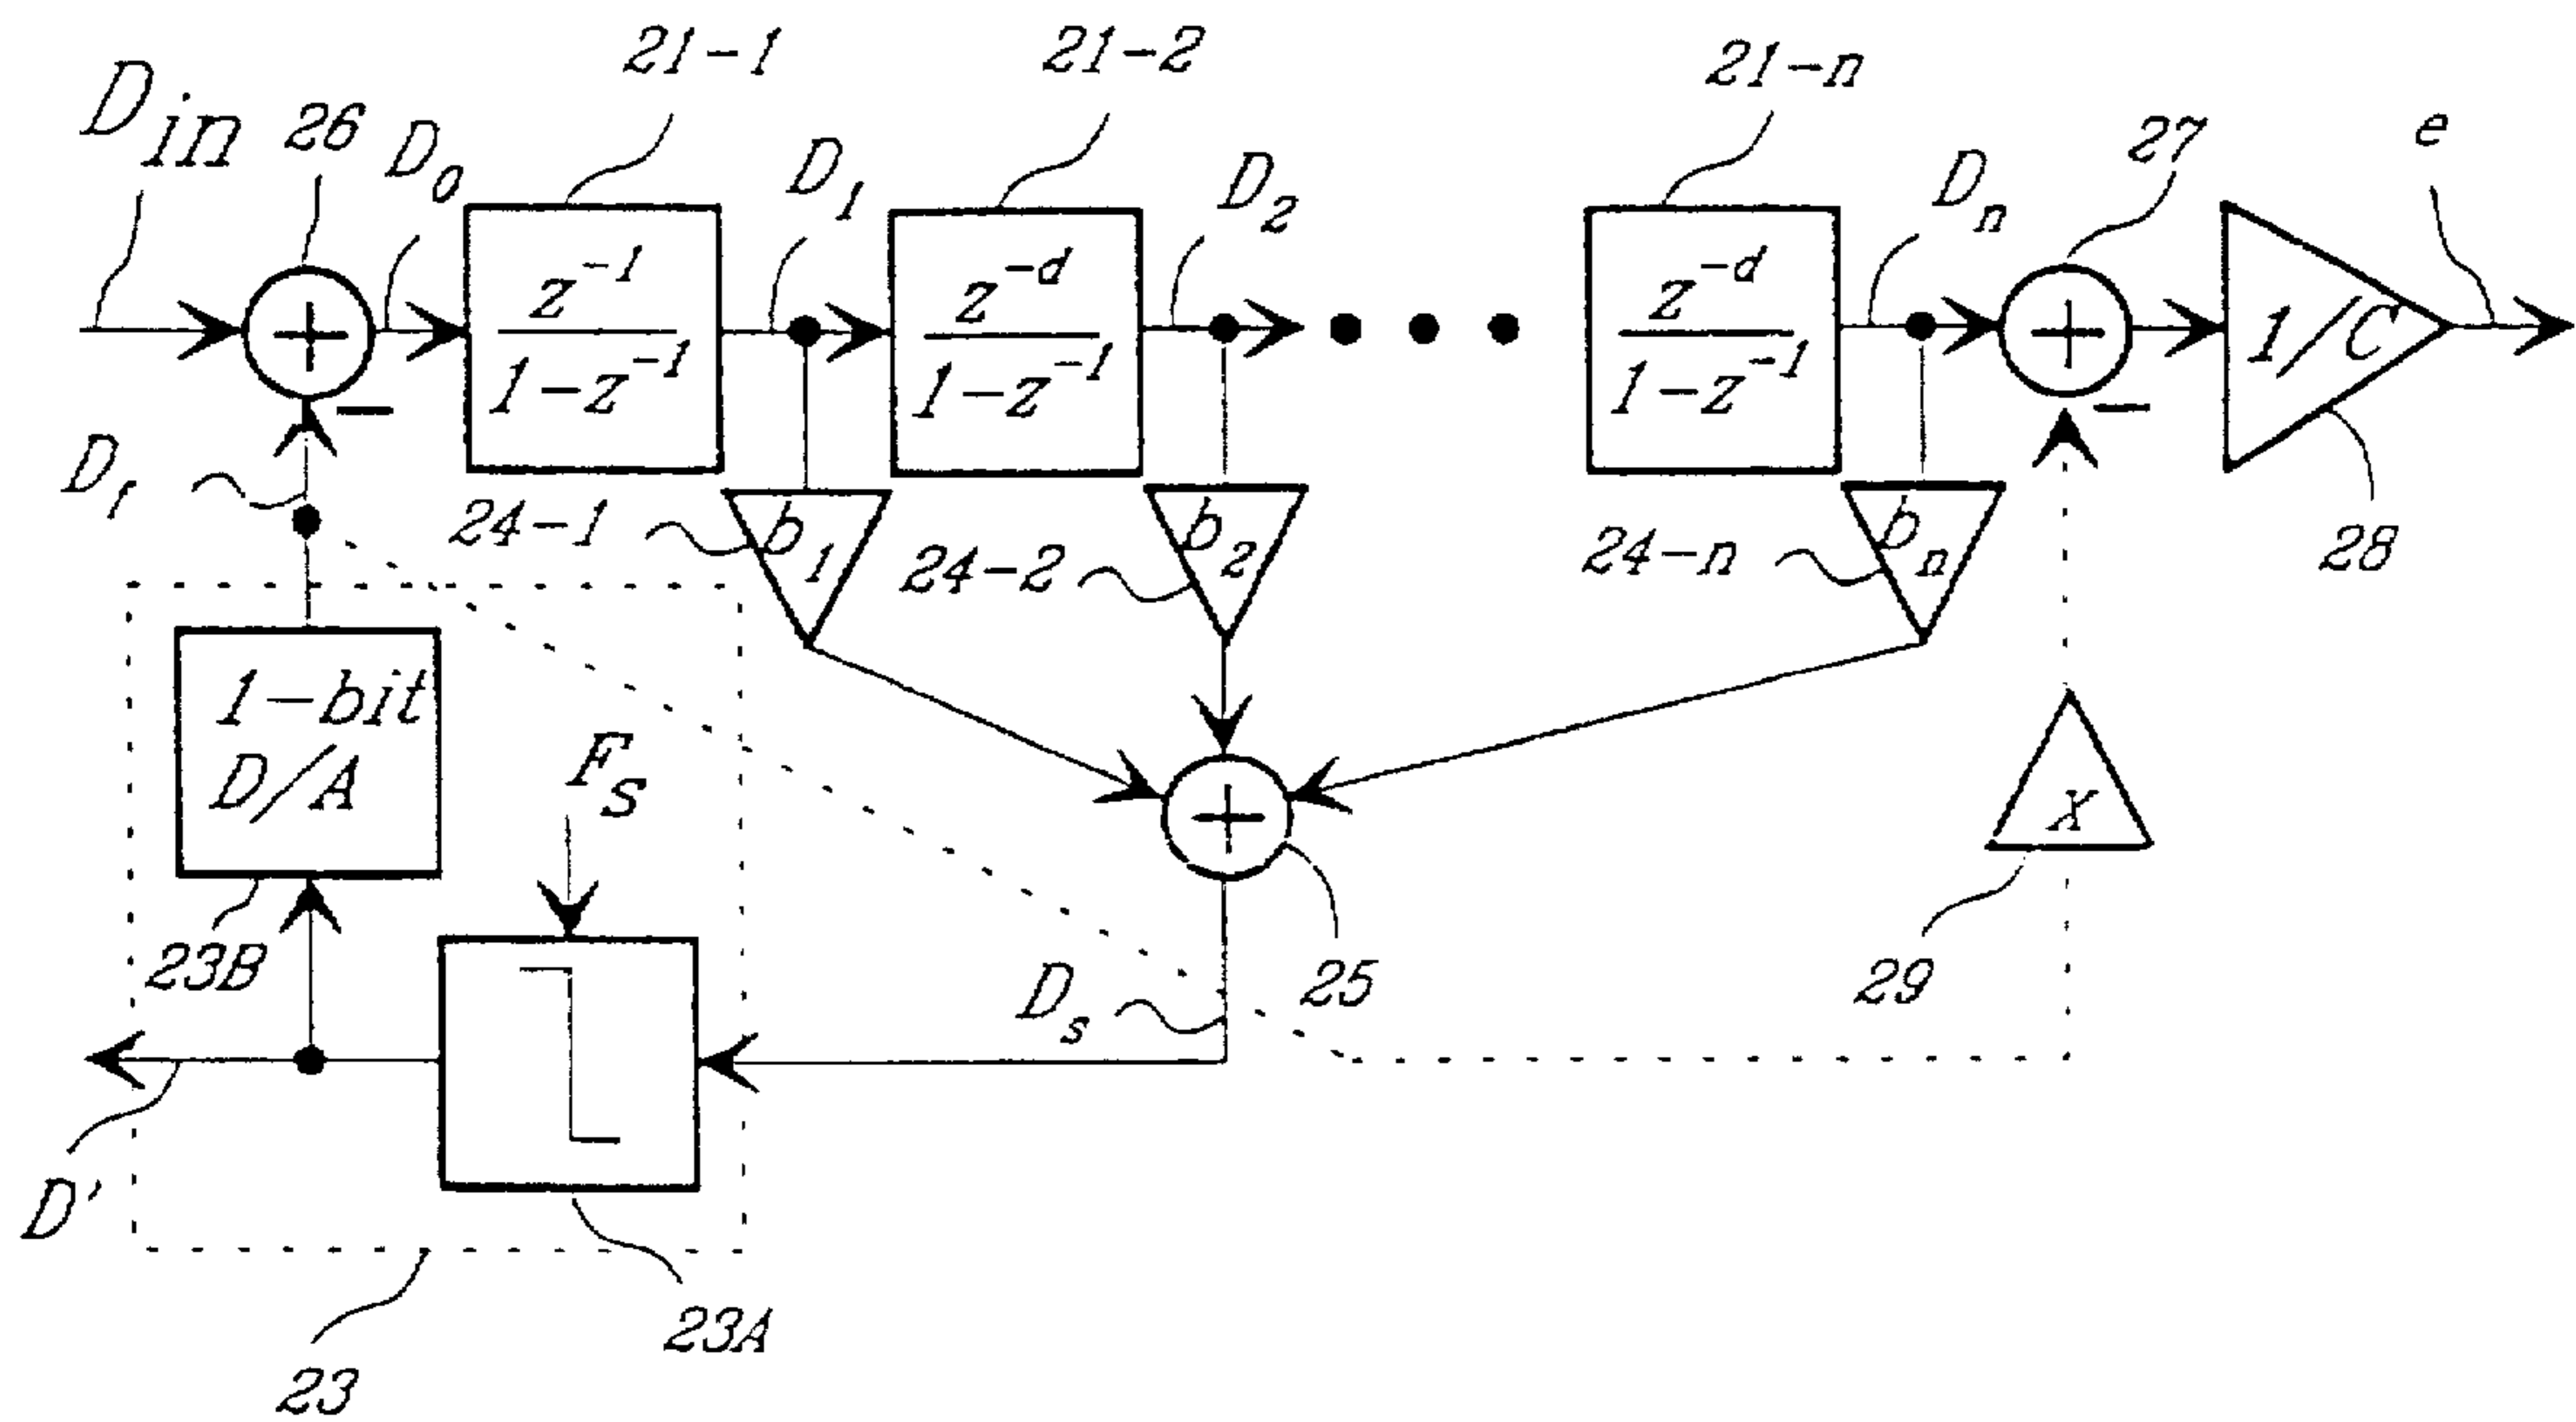 21-1
21-2
21-n
D_in
26
D_0
D_1
D_2
D_n
27
e
z^-1
1-z^-1
z^-d
1-z^-1
z^-d
1-z^-1
+
+
1/C
-
-
D_f
24-1
b_1
24-2
b_2
24-n
b_n
28
1-bit
D/A
F_s
+
X
23B
D_s
25
29
D'
23A
23